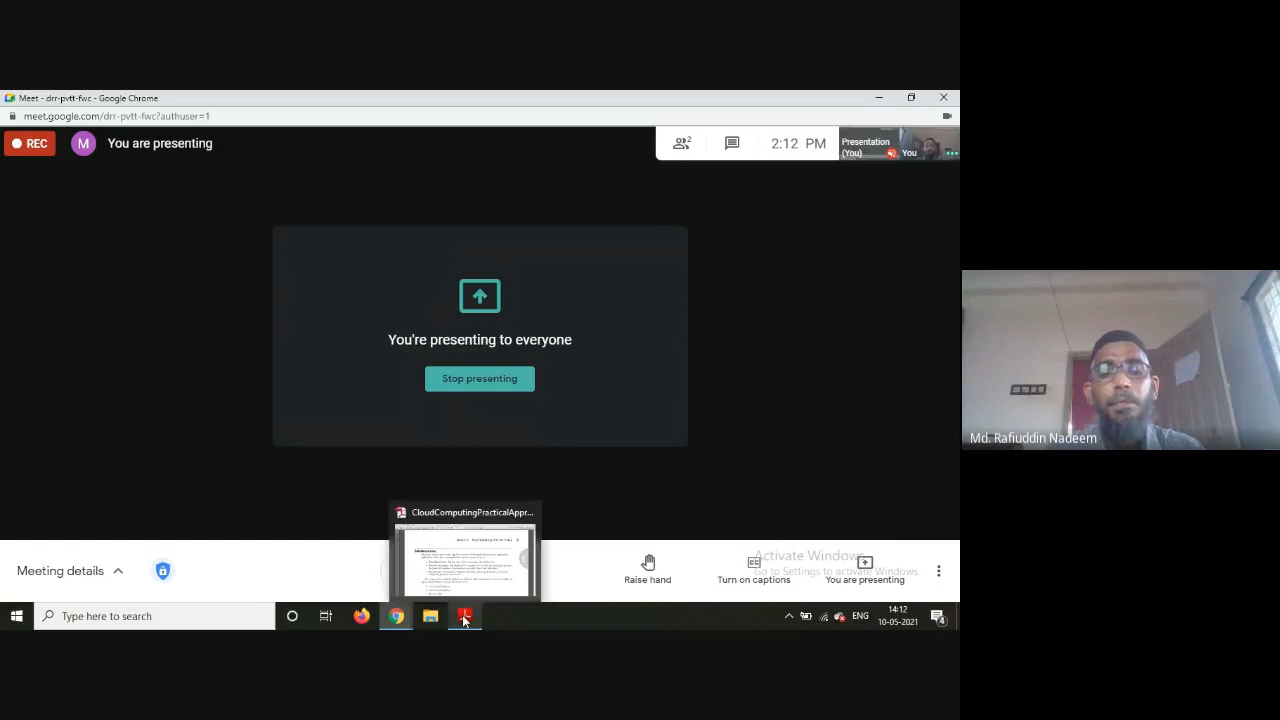 Meet - drr-pvtt-fwc - Google Chrome
meet.google.com/drr-pvtt-fwc?authuser=1
REC
M
You are presenting
2
2:12 PM
Presentation
(You)
You
You're presenting to everyone
Stop presenting
Md. Rafiuddin Nadeem
CloudComputingPracticalAppr...
Meeting details
Raise hand
Turn on captions
You are presenting
Activate Windows
Go to Settings to activate Windows.
Type here to search
ENG
14:12
10-05-2021
4